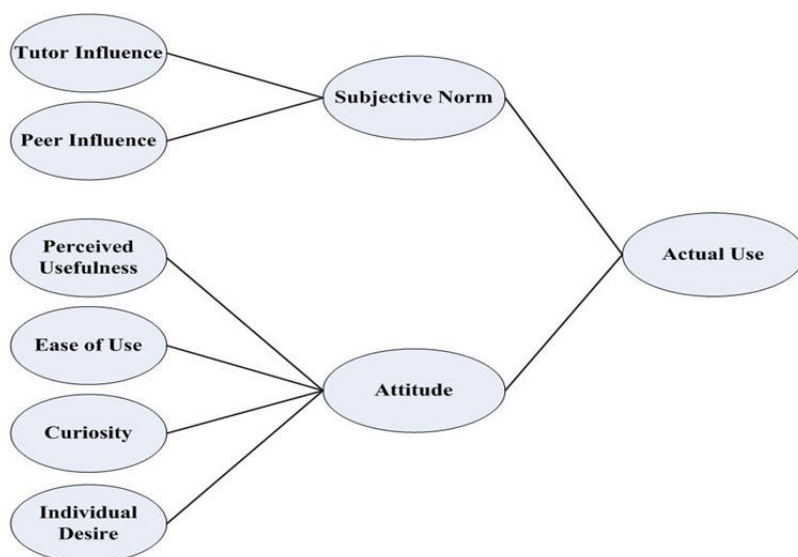 Tutor Influence
Peer Influence
Subjective Norm
Perceived
Usefulness
Ease of Use
Curiosity
Individual
Desire
Attitude
Actual Use